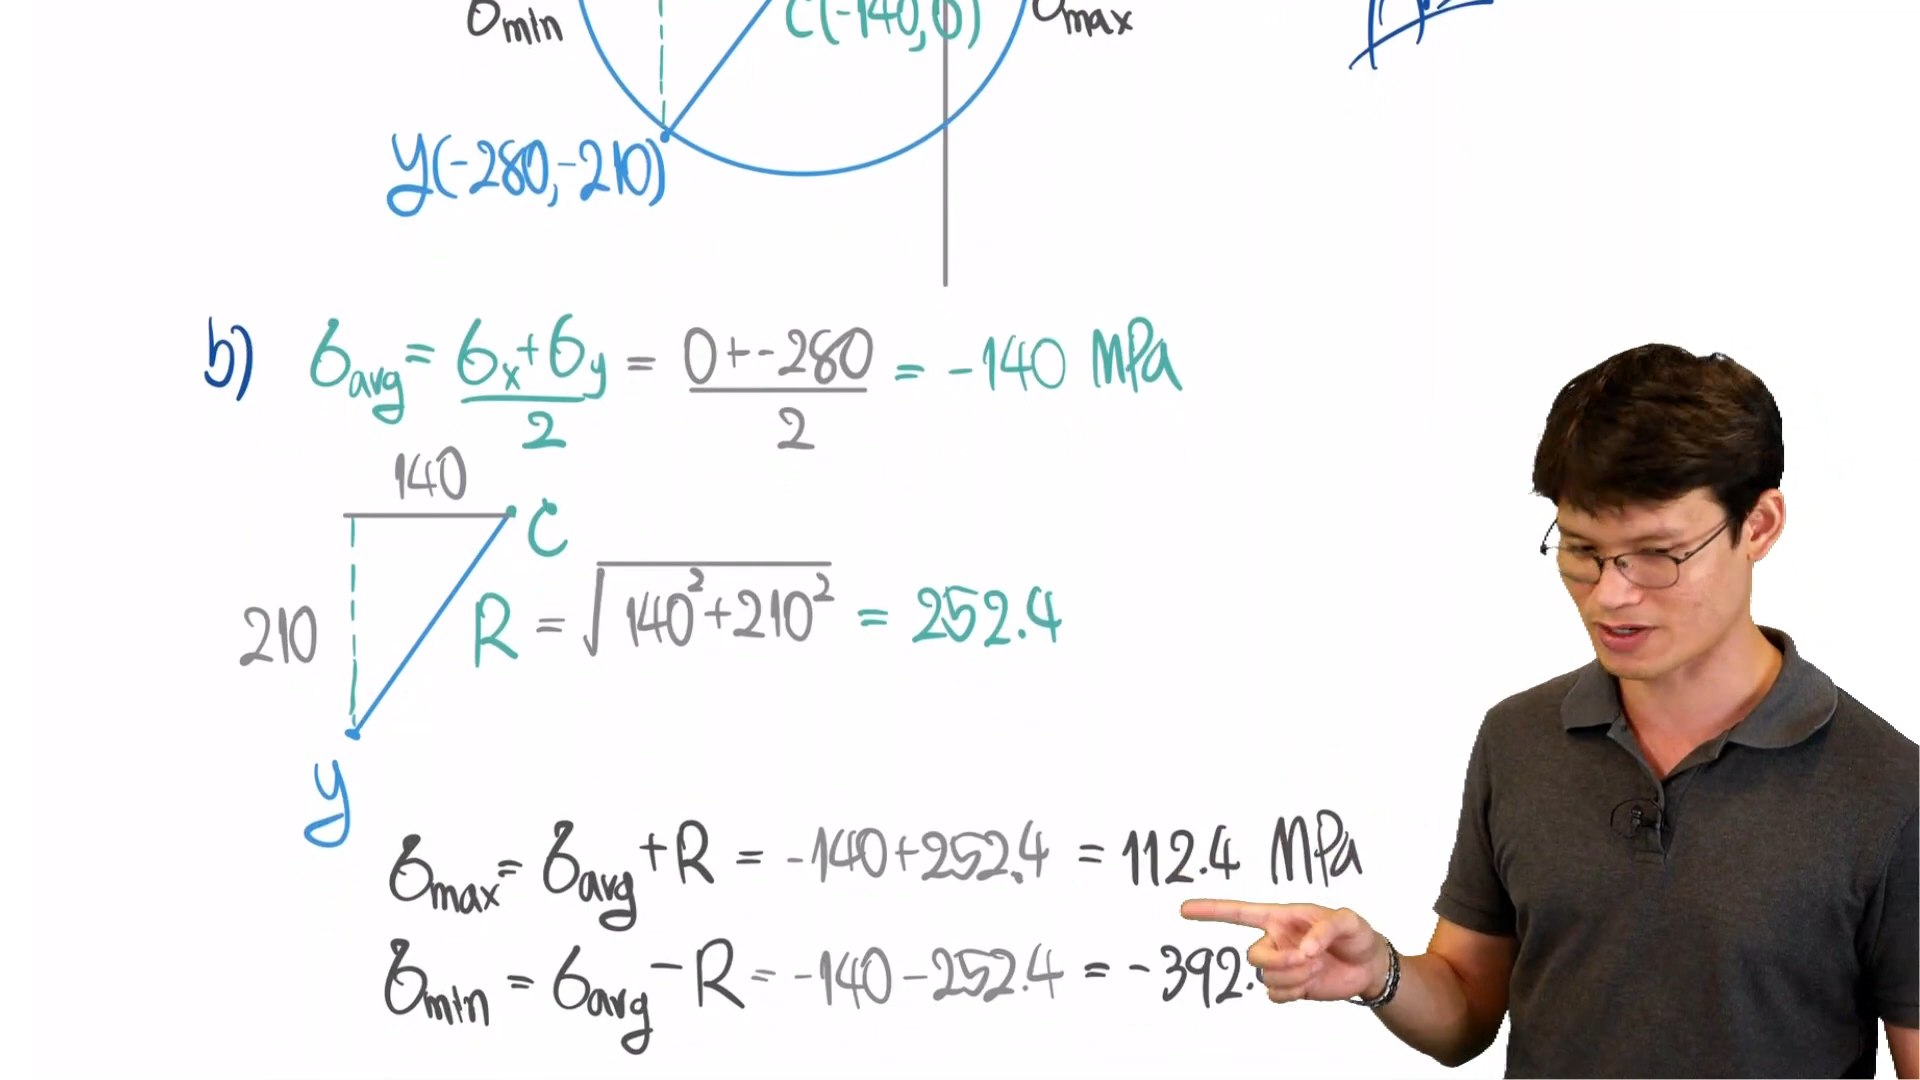 σmin C(-140,0) σmax
y(-280,-210)
b) σavg = σx+σy/2 = 0+-280/2 = -140 MPa
140
C
210 R = √140²+210² = 252.4
y
σmax = σavg +R = -140+252.4 = 112.4 MPa
σmin = σavg -R = -140-252.4 = -392.